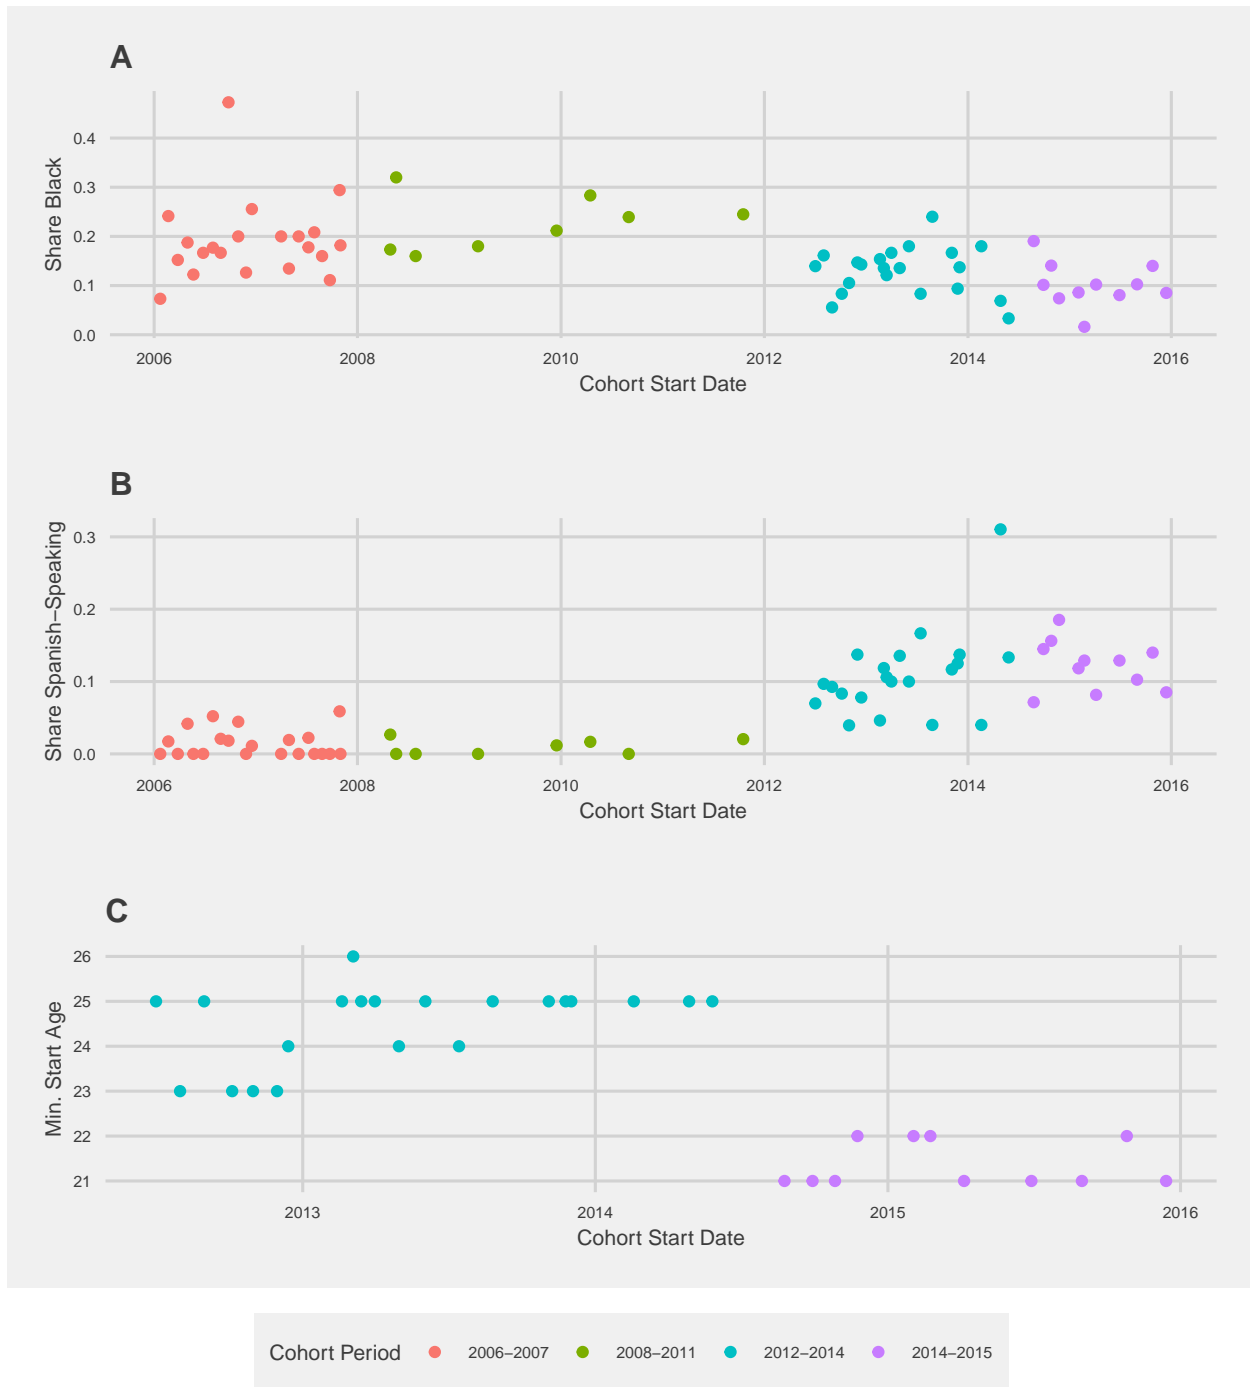 A
Share Black
0.4
0.3
0.2
0.1
0.0
2006 2008 2010 2012 2014 2016
Cohort Start Date
B
Share Spanish−Speaking
0.3
0.2
0.1
0.0
2006 2008 2010 2012 2014 2016
Cohort Start Date
C
Min. Start Age
26
25
24
23
22
21
2013 2014 2015 2016
Cohort Start Date
Cohort Period 2006−2007 2008−2011 2012−2014 2014−2015